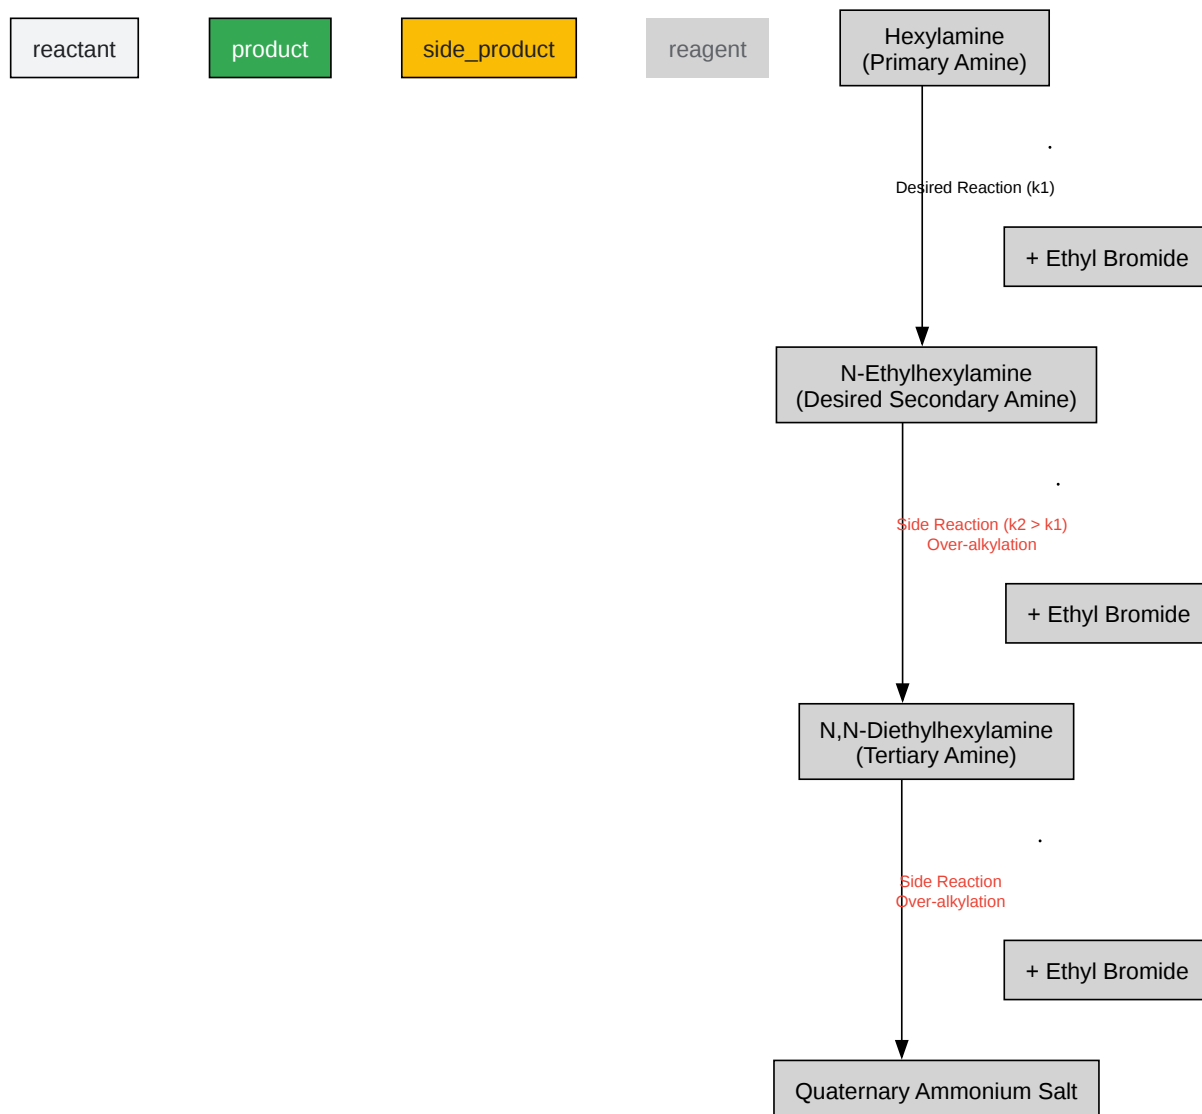 reactant
product
side_product
reagent
Hexylamine
(Primary Amine)
Desired Reaction (k1)
+ Ethyl Bromide
N-Ethylhexylamine
(Desired Secondary Amine)
Side Reaction (k2 > k1)
Over-alkylation
+ Ethyl Bromide
N,N-Diethylhexylamine
(Tertiary Amine)
Side Reaction
Over-alkylation
+ Ethyl Bromide
Quaternary Ammonium Salt